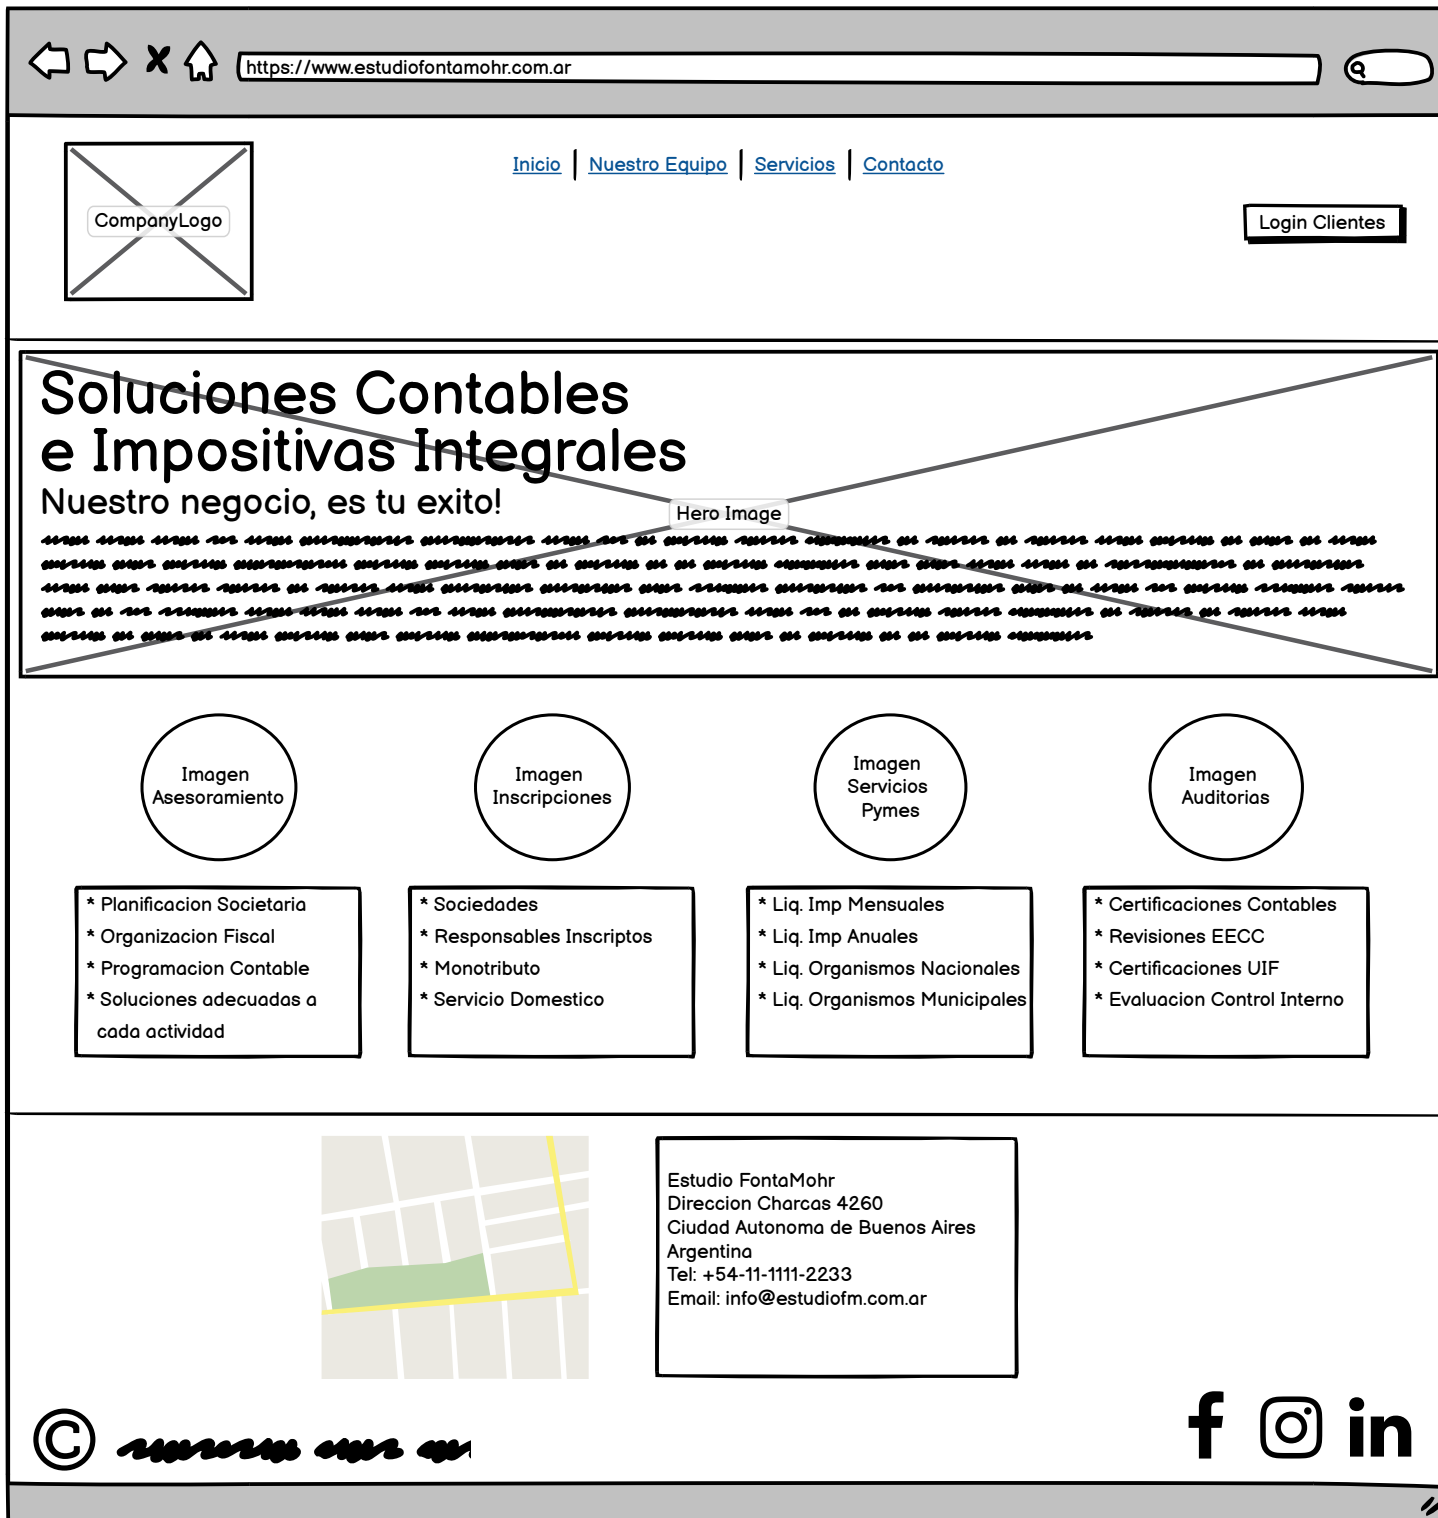 https://www.estudiofontamohr.com.ar
Inicio
Nuestro Equipo
Servicios
Contacto
CompanyLogo
Login Clientes
Soluciones Contables
e Impositivas Integrales
Nuestro negocio, es tu exito!
Hero Image
Imagen
Asesoramiento
Imagen
Inscripciones
Imagen
Servicios
Pymes
Imagen
Auditorias
* Planificacion Societaria
* Organizacion Fiscal
* Programacion Contable
* Soluciones adecuadas a
cada actividad
* Sociedades
* Responsables Inscriptos
* Monotributo
* Servicio Domestico
* Liq. Imp Mensuales
* Liq. Imp Anuales
* Liq. Organismos Nacionales
* Liq. Organismos Municipales
* Certificaciones Contables
* Revisiones EECC
* Certificaciones UIF
* Evaluacion Control Interno
Estudio FontaMohr
Direccion Charcas 4260
Ciudad Autonoma de Buenos Aires
Argentina
Tel: +54-11-1111-2233
Email: info@estudiofm.com.ar
©
f
in